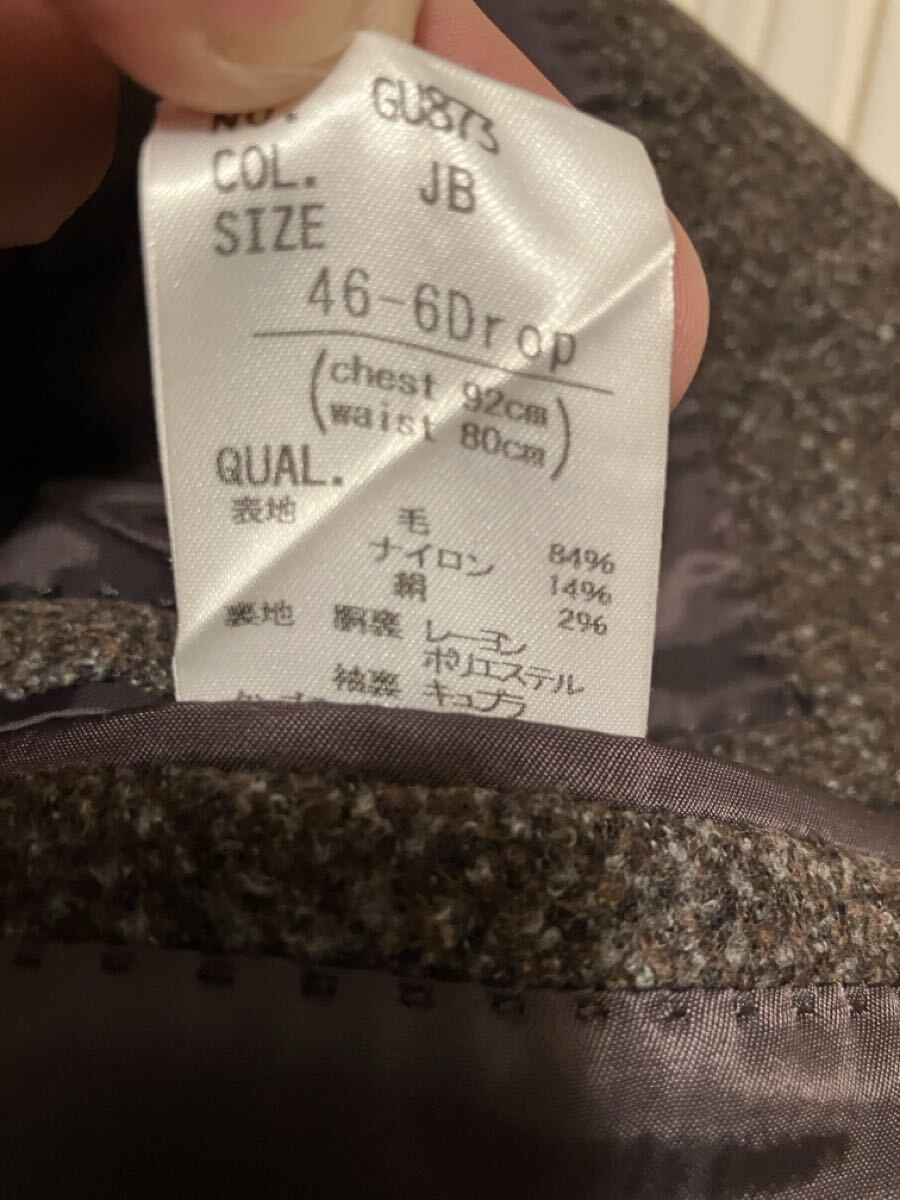 NO. GU873
COL. JB
SIZE
46-6Drop
(chest 92cm
waist 80cm)
QUAL.
表地 毛 84%
ナイロン 14%
絹 2%
裏地 胴裏 レーヨン
ポリエステル
袖裏 キュプラ